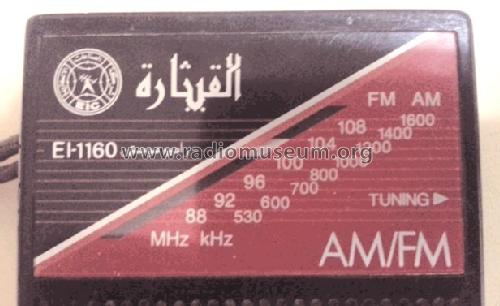 القيثارة
EIC
FM AM
EI-1160
108 1600
104 1400
100 1200
96 1000
92 800
88 700
600
530
TUNING ▶
MHz kHz
AM/FM
www.radiomuseum.org